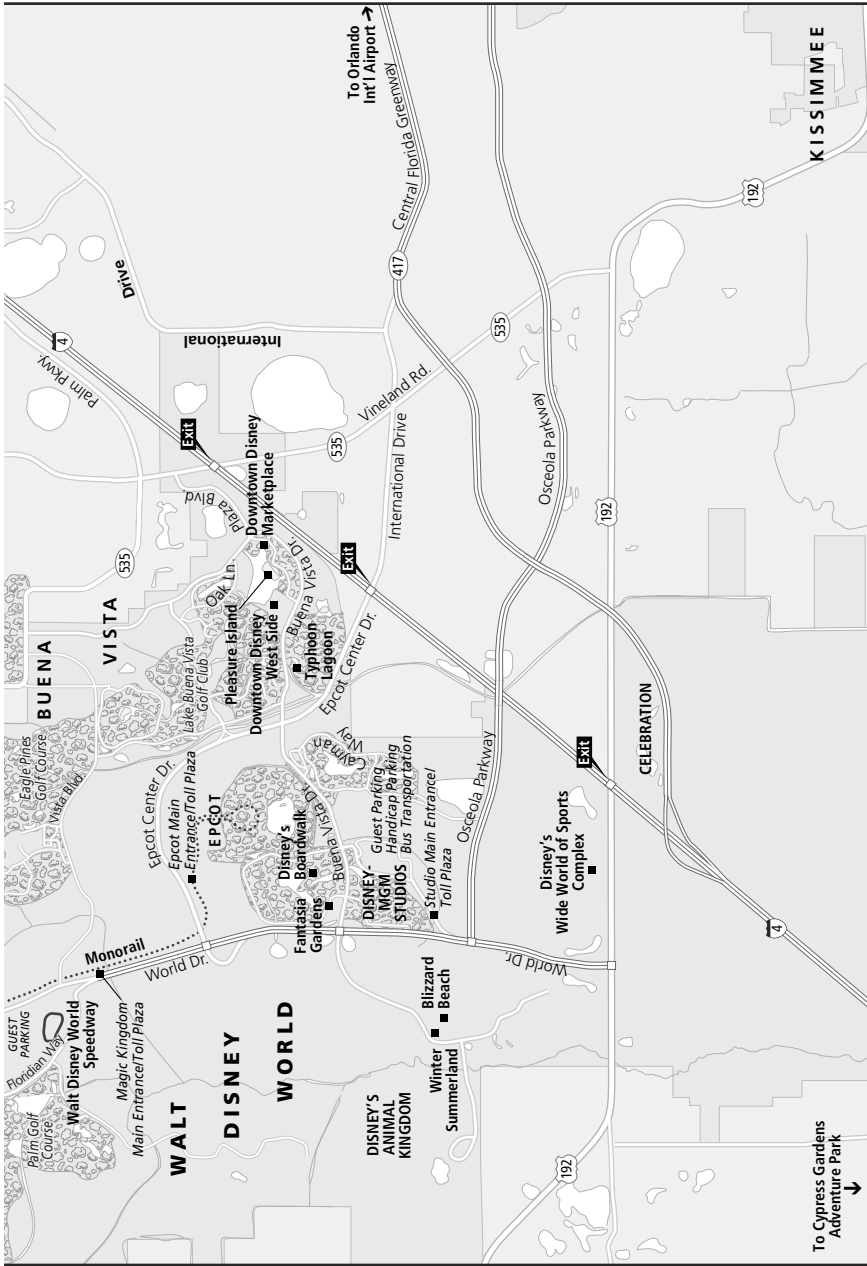 To Orlando
Int'l Airport
Central Florida Greenway
KISSIMMEE
192
417
Drive
International
4
Palm Pkwy.
535
Vineland Rd.
535
Osceola Parkway
192
Exit
Plaza Blvd.
Downtown Disney
Marketplace
International Drive
Exit
535
Oak Ln.
Buena Vista Dr.
Pleasure Island
Downtown Disney
West Side
Typhoon
Lagoon
Epcot Center Dr.
BUENA
VISTA
Lake Buena Vista
Golf Club
Eagle Pines
Golf Course
Vista Blvd.
Epcot Center Dr.
Epcot Main
Entrance/Toll Plaza
EPCOT
Cayman
Way
Disney's
Boardwalk
Buena Vista Dr.
Fantasia
Gardens
Guest Parking
Handicap Parking
Bus Transportation
DISNEY-
MGM
STUDIOS
Studio Main Entrance/
Toll Plaza
Osceola Parkway
Exit
CELEBRATION
Disney's
Wide World of Sports
Complex
4
Monorail
World Dr.
World Dr.
GUEST
PARKING
Floridian Way
Walt Disney World
Speedway
Magic Kingdom
Main Entrance/Toll Plaza
Palm Golf
Course
WALT
DISNEY
WORLD
Blizzard
Beach
Winter
Summerland
DISNEY'S
ANIMAL
KINGDOM
192
To Cypress Gardens
Adventure Park